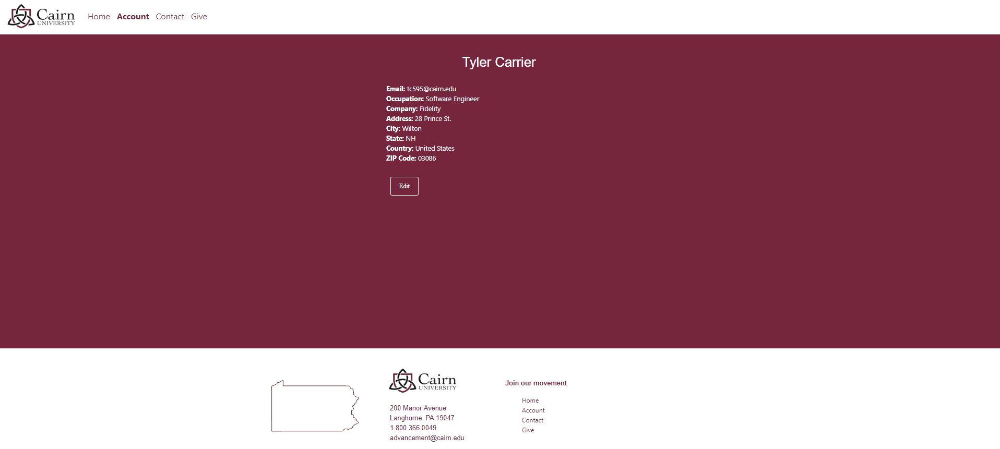 Cairn
UNIVERSITY
Home Account Contact Give
Tyler Carrier
Email: tc595@cairn.edu
Occupation: Software Engineer
Company: Fidelity
Address: 28 Prince St.
City: Wilton
State: NH
Country: United States
ZIP Code: 03086
Edit
Cairn
UNIVERSITY
200 Manor Avenue
Langhorne, PA 19047
1.800.366.0049
advancement@cairn.edu
Join our movement
Home
Account
Contact
Give